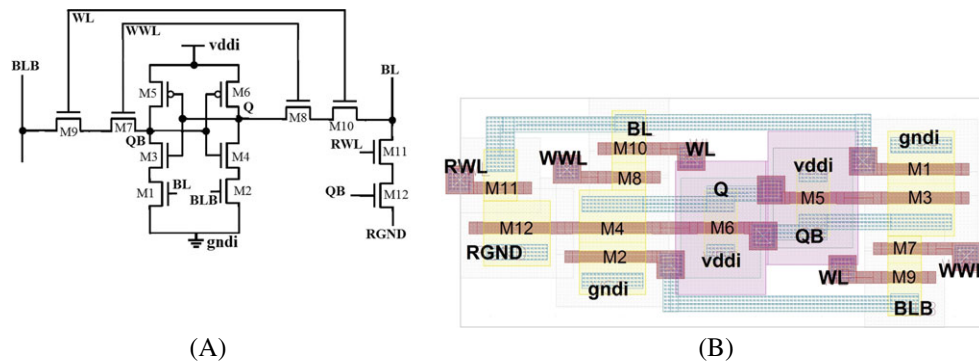 WL
WWL
vddi
BLB
BL
M5
M6
Q
M9
M7
QB
M8
M10
M3
M4
RWL
M11
M1
BL
BLB
M2
QB
M12
gndi
RGND
(A)
BL
gndi
M10
WL
RWL
WWL
vddi
M1
M11
M8
Q
M5
M3
M12
M4
M6
QB
RGND
M2
vddi
M7
gndi
WL
M9
WWL
BLB
(B)